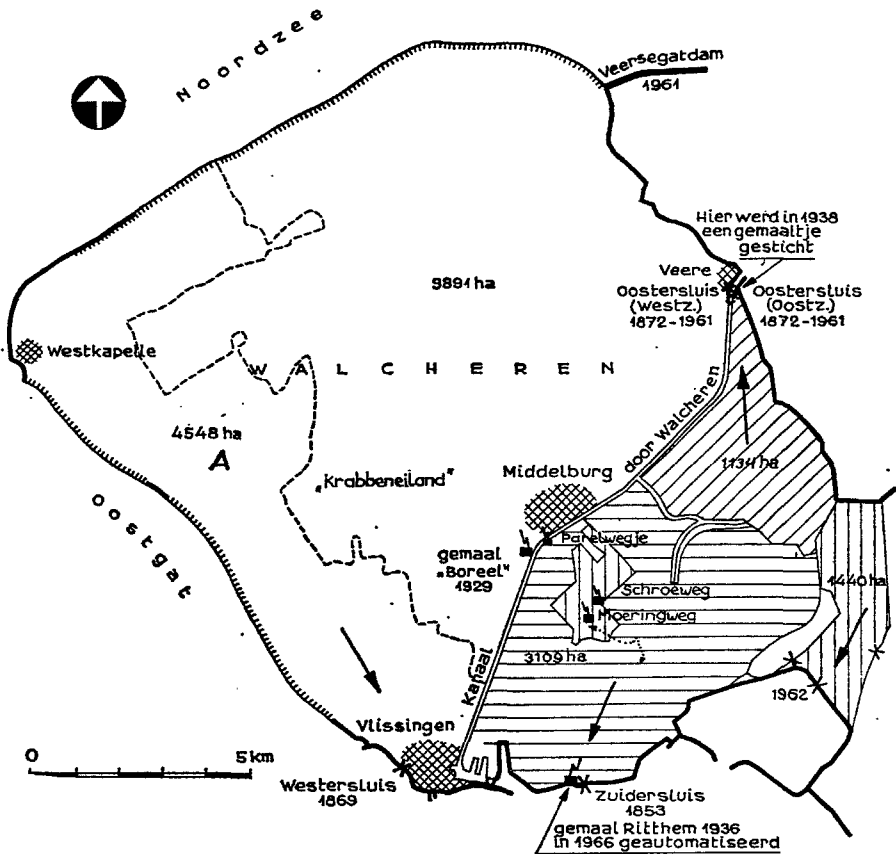 Noordzee
Veersegatdam
1961
Hier werd in 1938
een gemaaltje
gesticht
Veere
Oostersluis
(Westz.)
1872-1961
Oostersluis
(Oostz.)
1872-1961
9891 ha
Westkapelle
WALCHEREN
4548 ha
A
"Krabbeneiland"
Middelburg
Kanaal door Walcheren
1134 ha
Oostgat
gemaal
"Boreel"
1929
Parelwegje
Schroeweg
Moeringweg
1440 ha
3109 ha
1962
Vlissingen
0 5 km
Westersluis
1869
Zuidersluis
1853
gemaal Ritthem 1936
in 1966 geautomatiseerd